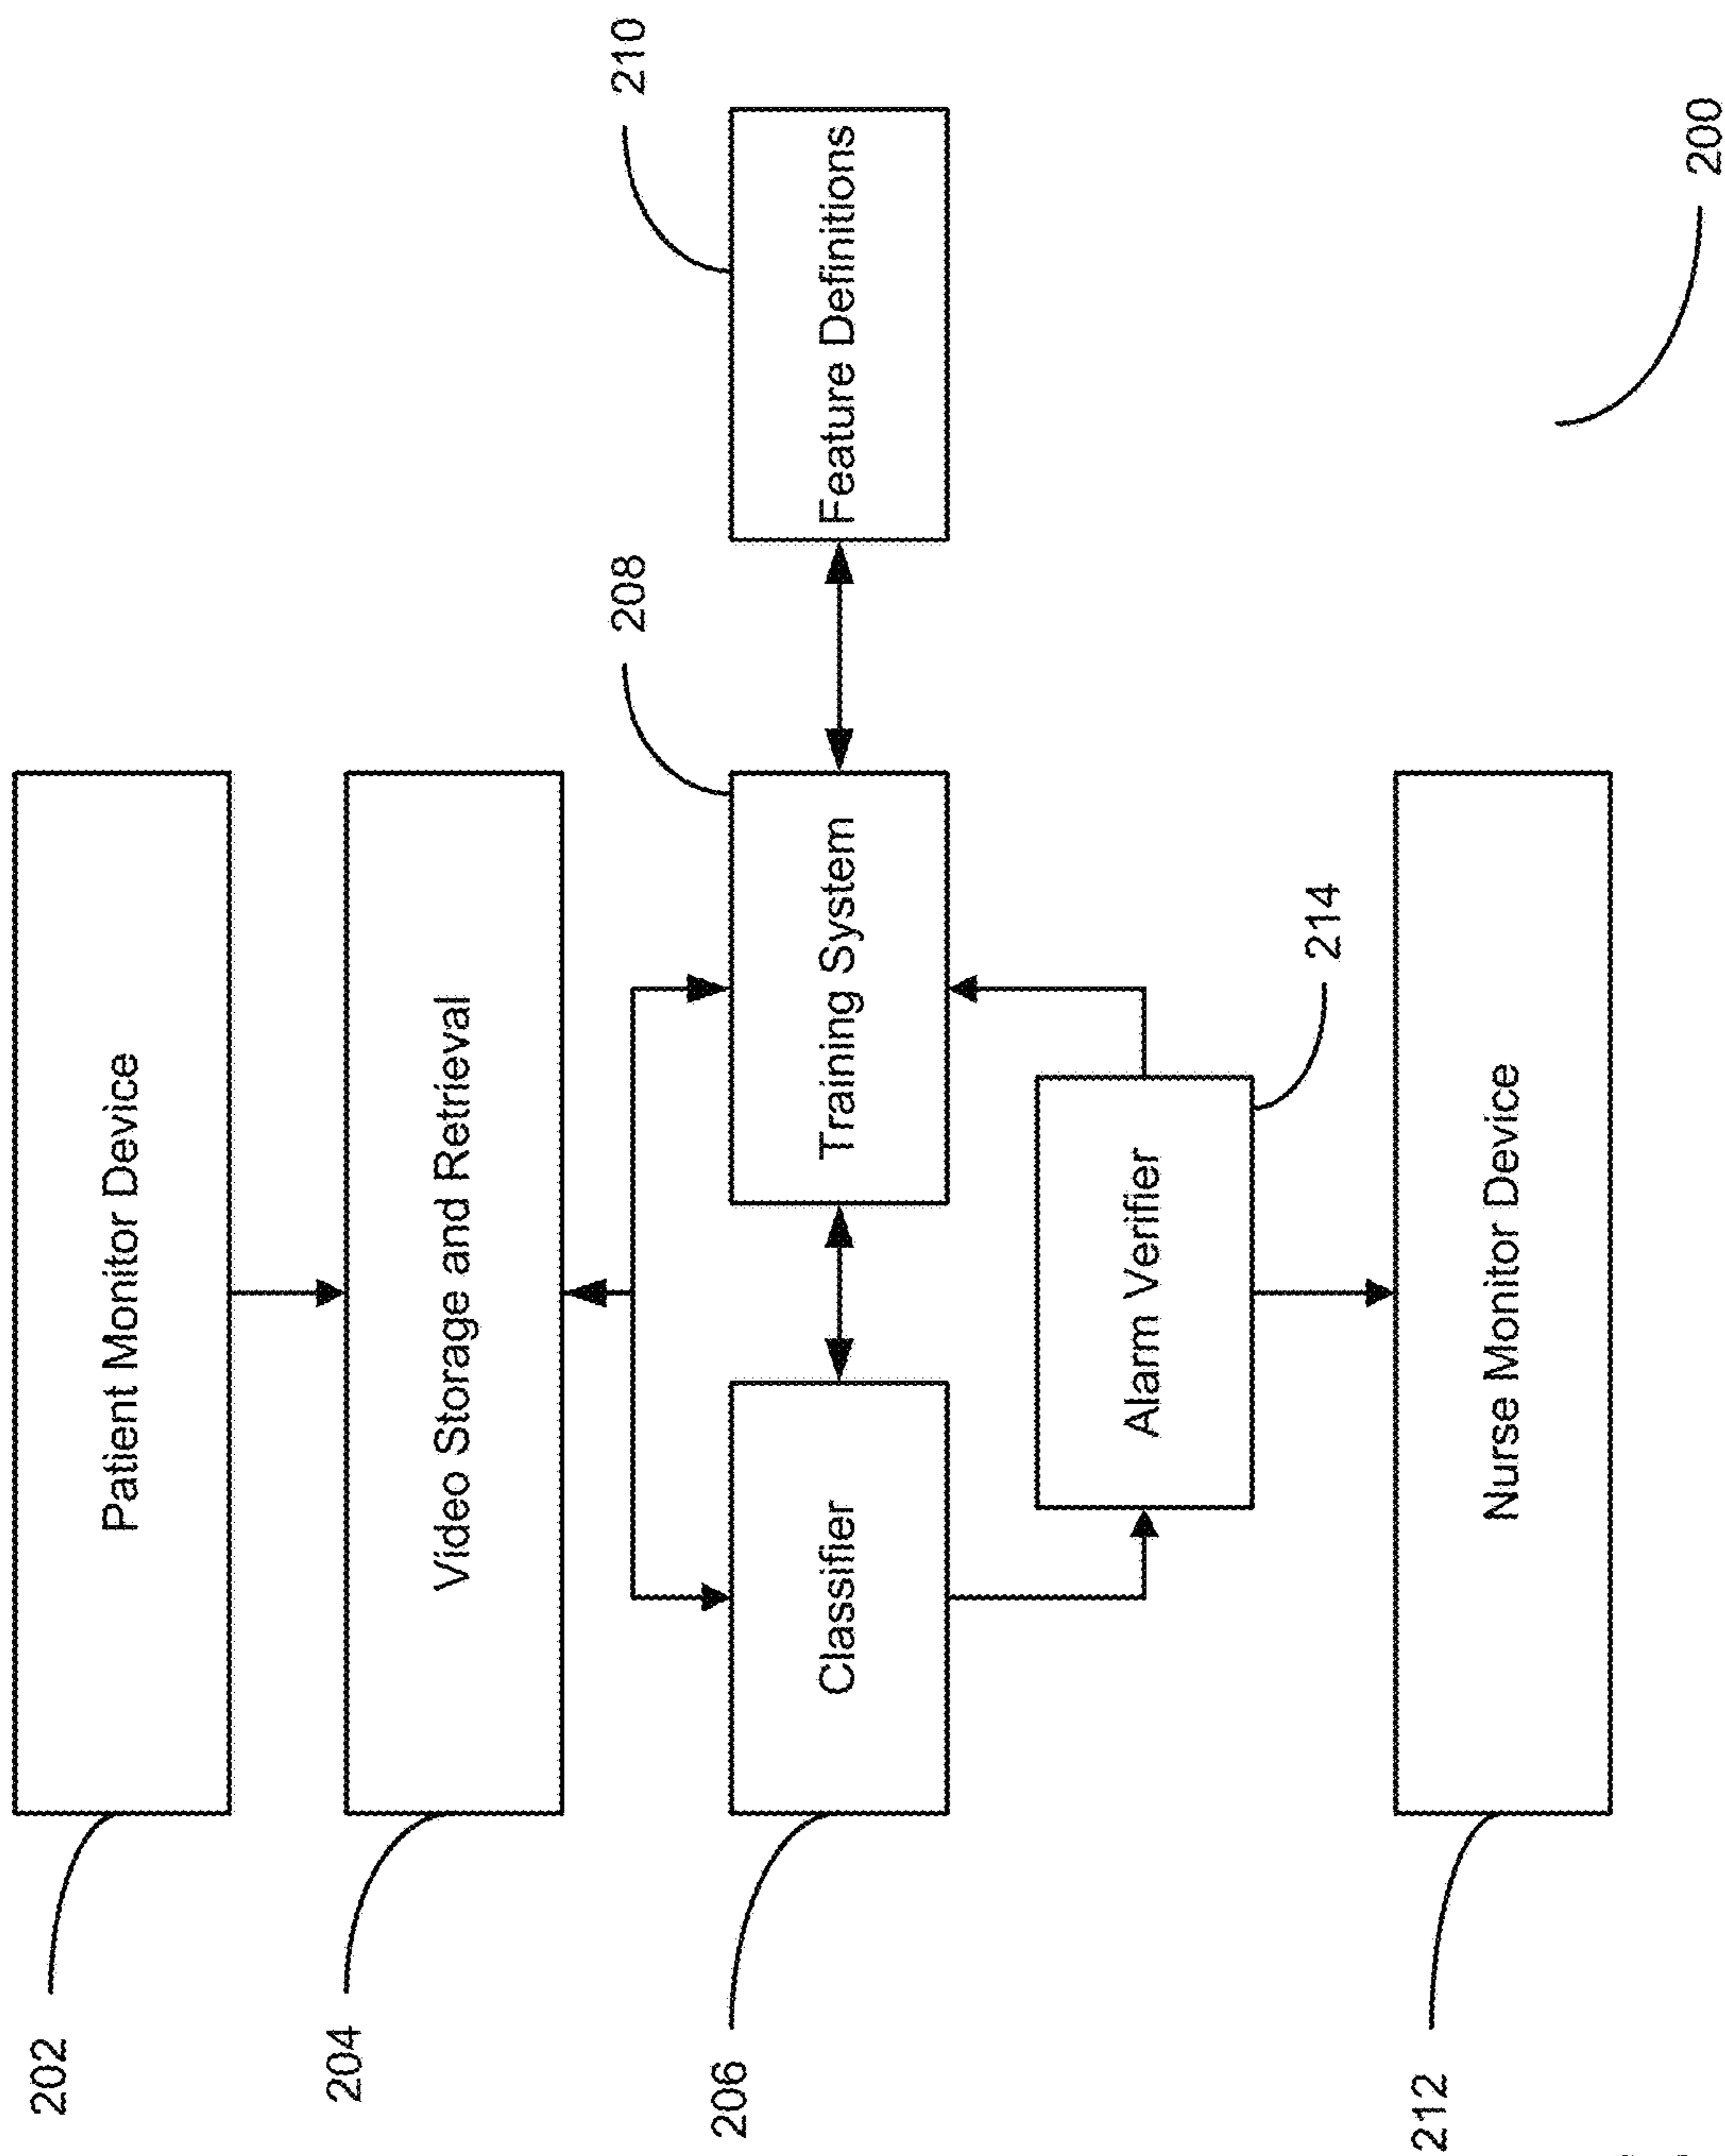 202
Patient Monitor Device
204
Video Storage and Retrieval
206
Classifier
208
Training System
210
Feature Definitions
Alarm Verifier
214
212
Nurse Monitor Device
200